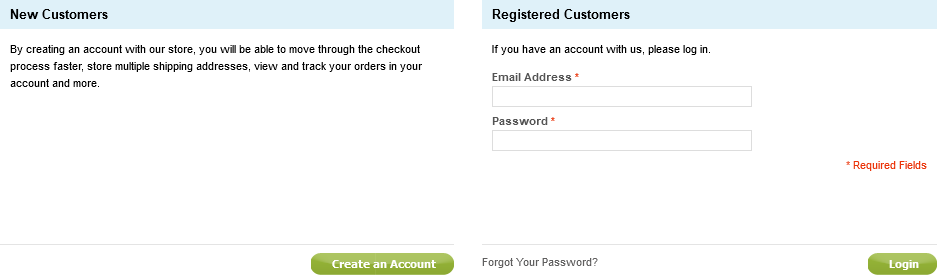 New Customers
By creating an account with our store, you will be able to move through the checkout
process faster, store multiple shipping addresses, view and track your orders in your
account and more.
Create an Account
Registered Customers
If you have an account with us, please log in.
Email Address *
Password *
* Required Fields
Forgot Your Password?
Login